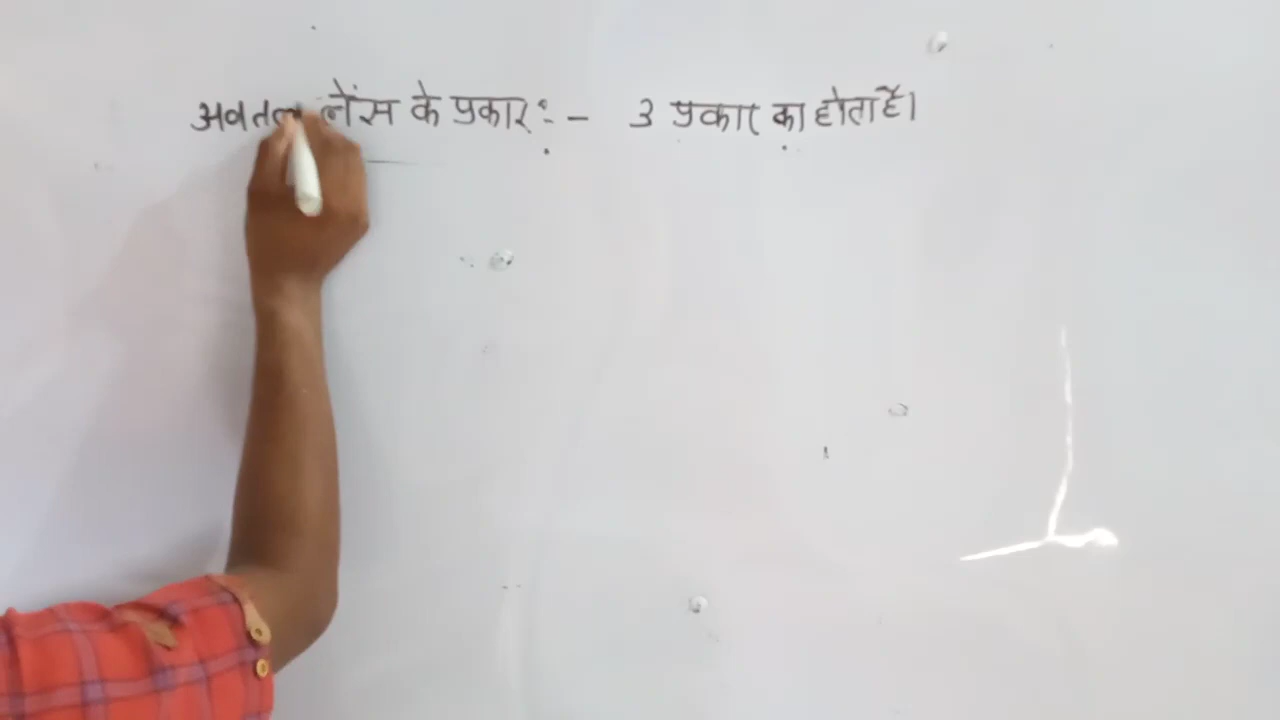 अवतल लेंस के प्रकार :- 3 प्रकार का होता है।